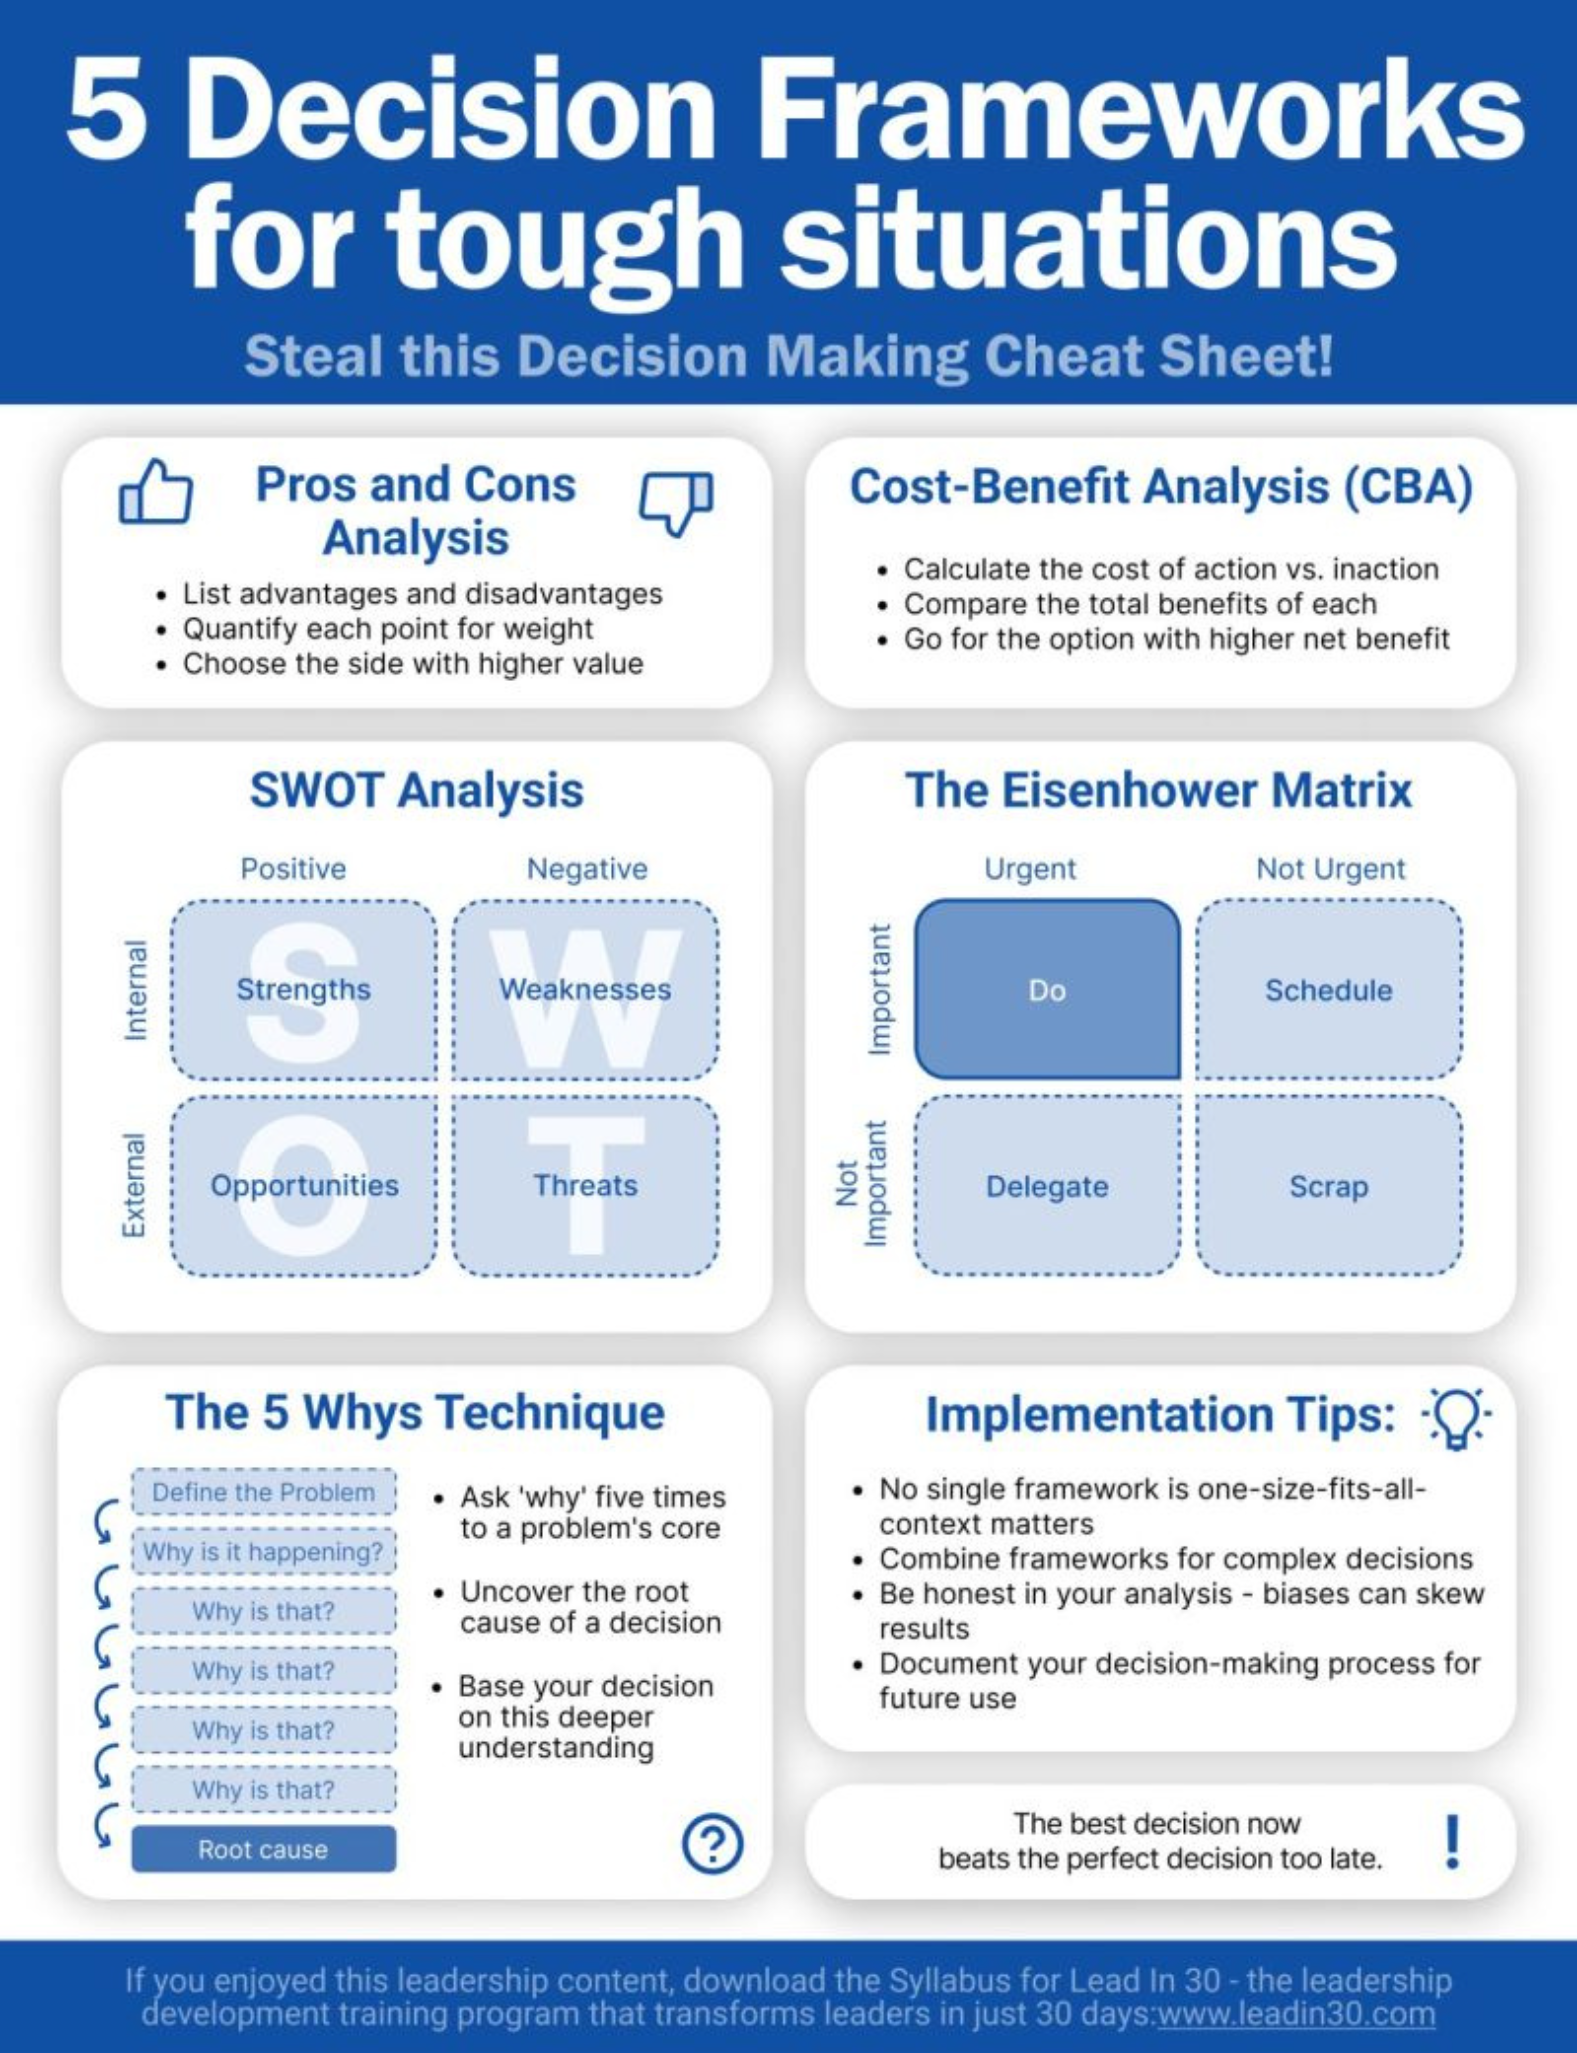 5 Decision Frameworks
for tough situations
Steal this Decision Making Cheat Sheet!
Pros and Cons
Analysis
• List advantages and disadvantages
• Quantify each point for weight
• Choose the side with higher value
Cost-Benefit Analysis (CBA)
• Calculate the cost of action vs. inaction
• Compare the total benefits of each
• Go for the option with higher net benefit
SWOT Analysis
Positive
Negative
Internal
S
Strengths
W
Weaknesses
External
O
Opportunities
T
Threats
The Eisenhower Matrix
Urgent
Not Urgent
Important
Do
Schedule
Not
Important
Delegate
Scrap
The 5 Whys Technique
Define the Problem
Why is it happening?
Why is that?
Why is that?
Why is that?
Why is that?
Root cause
• Ask 'why' five times
to a problem's core
• Uncover the root
cause of a decision
• Base your decision
on this deeper
understanding
?
Implementation Tips:
• No single framework is one-size-fits-all-
context matters
• Combine frameworks for complex decisions
• Be honest in your analysis - biases can skew
results
• Document your decision-making process for
future use
The best decision now
beats the perfect decision too late.
!
If you enjoyed this leadership content, download the Syllabus for Lead In 30 - the leadership
development training program that transforms leaders in just 30 days:www.leadin30.com